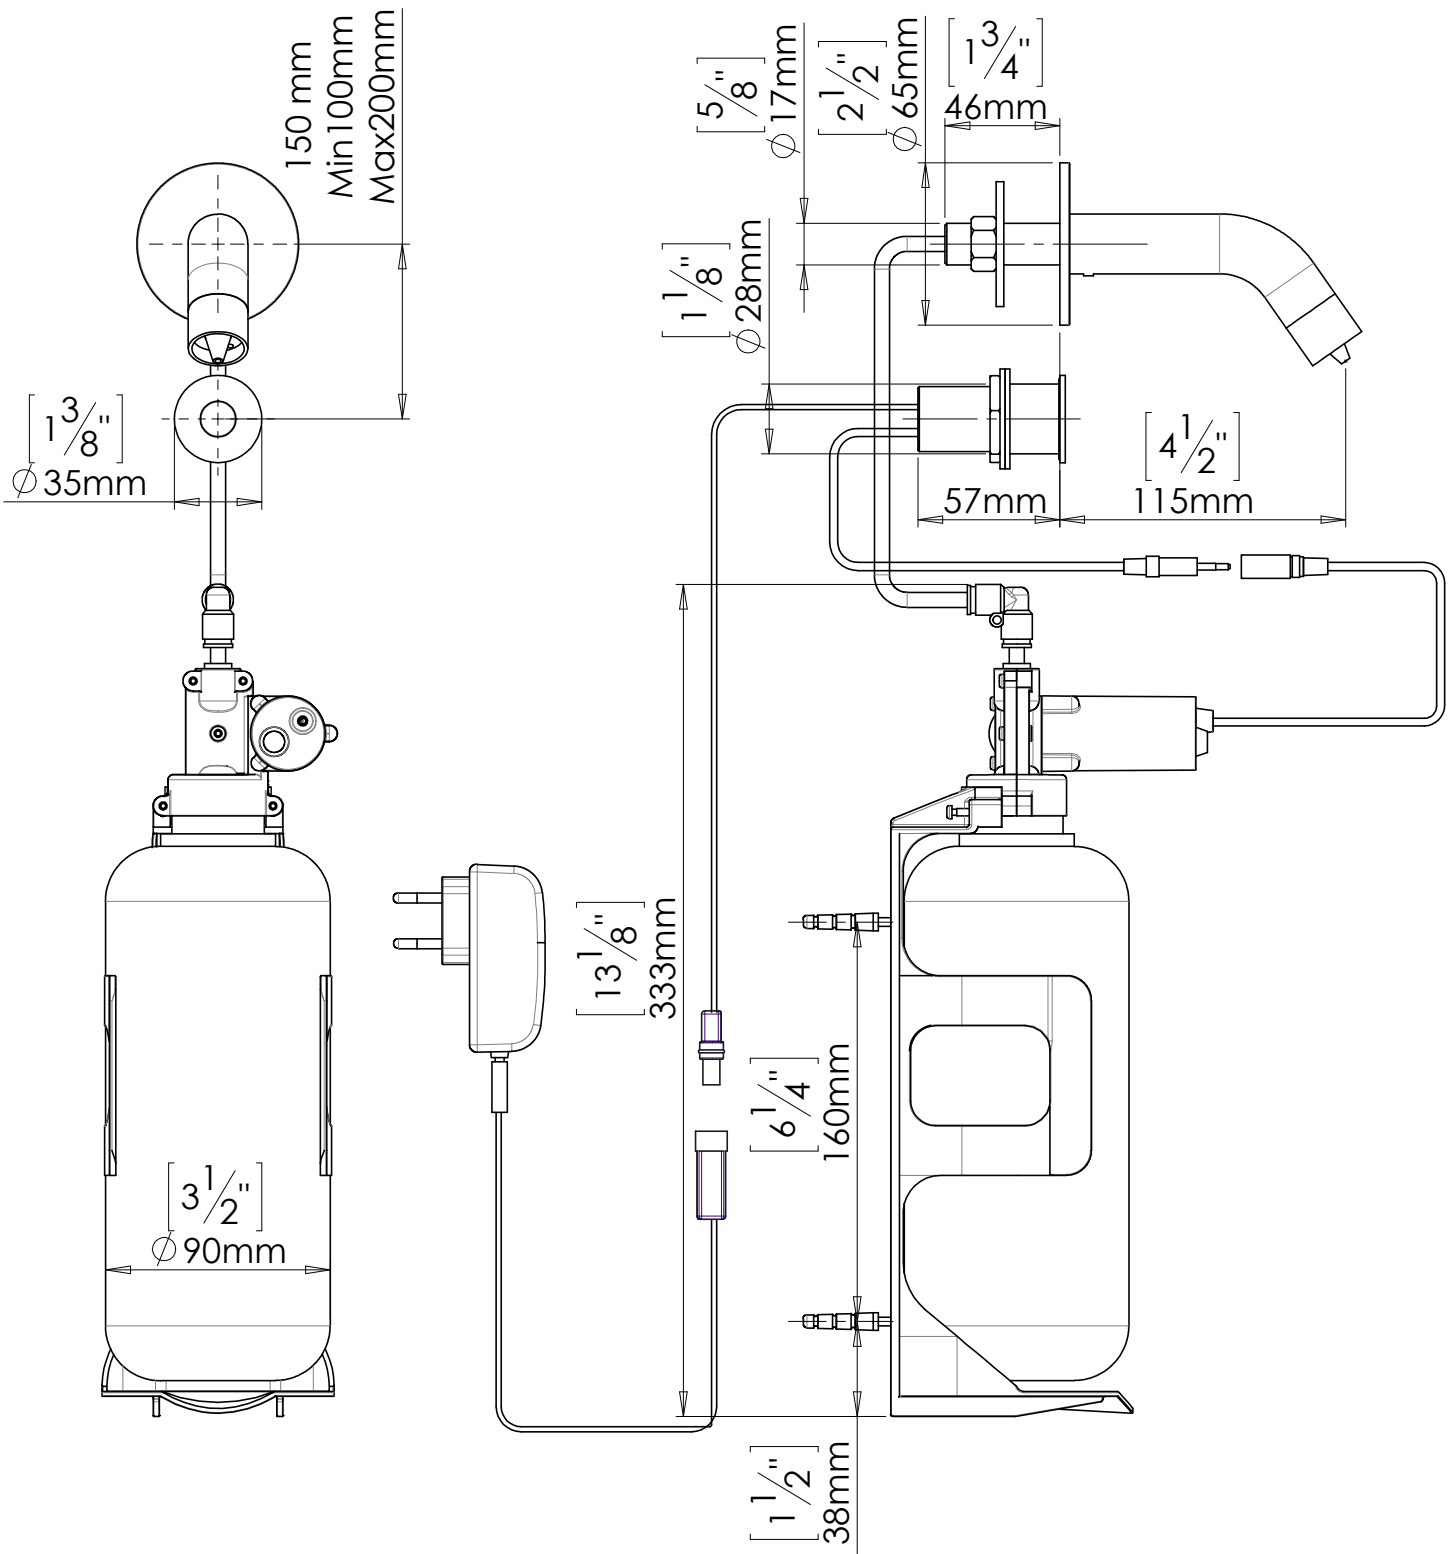 150 mm
Min100mm
Max200mm
[1 3/8"]
Ø 35mm
[3 1/2"]
Ø 90mm
[5/8"]
Ø 17mm
[2 1/2"]
Ø 65mm
[1 3/4"]
46mm
[1 1/8"]
Ø 28mm
57mm
[4 1/2"]
115mm
[13 1/8"]
333mm
[6 1/4"]
160mm
[1 1/2"]
38mm